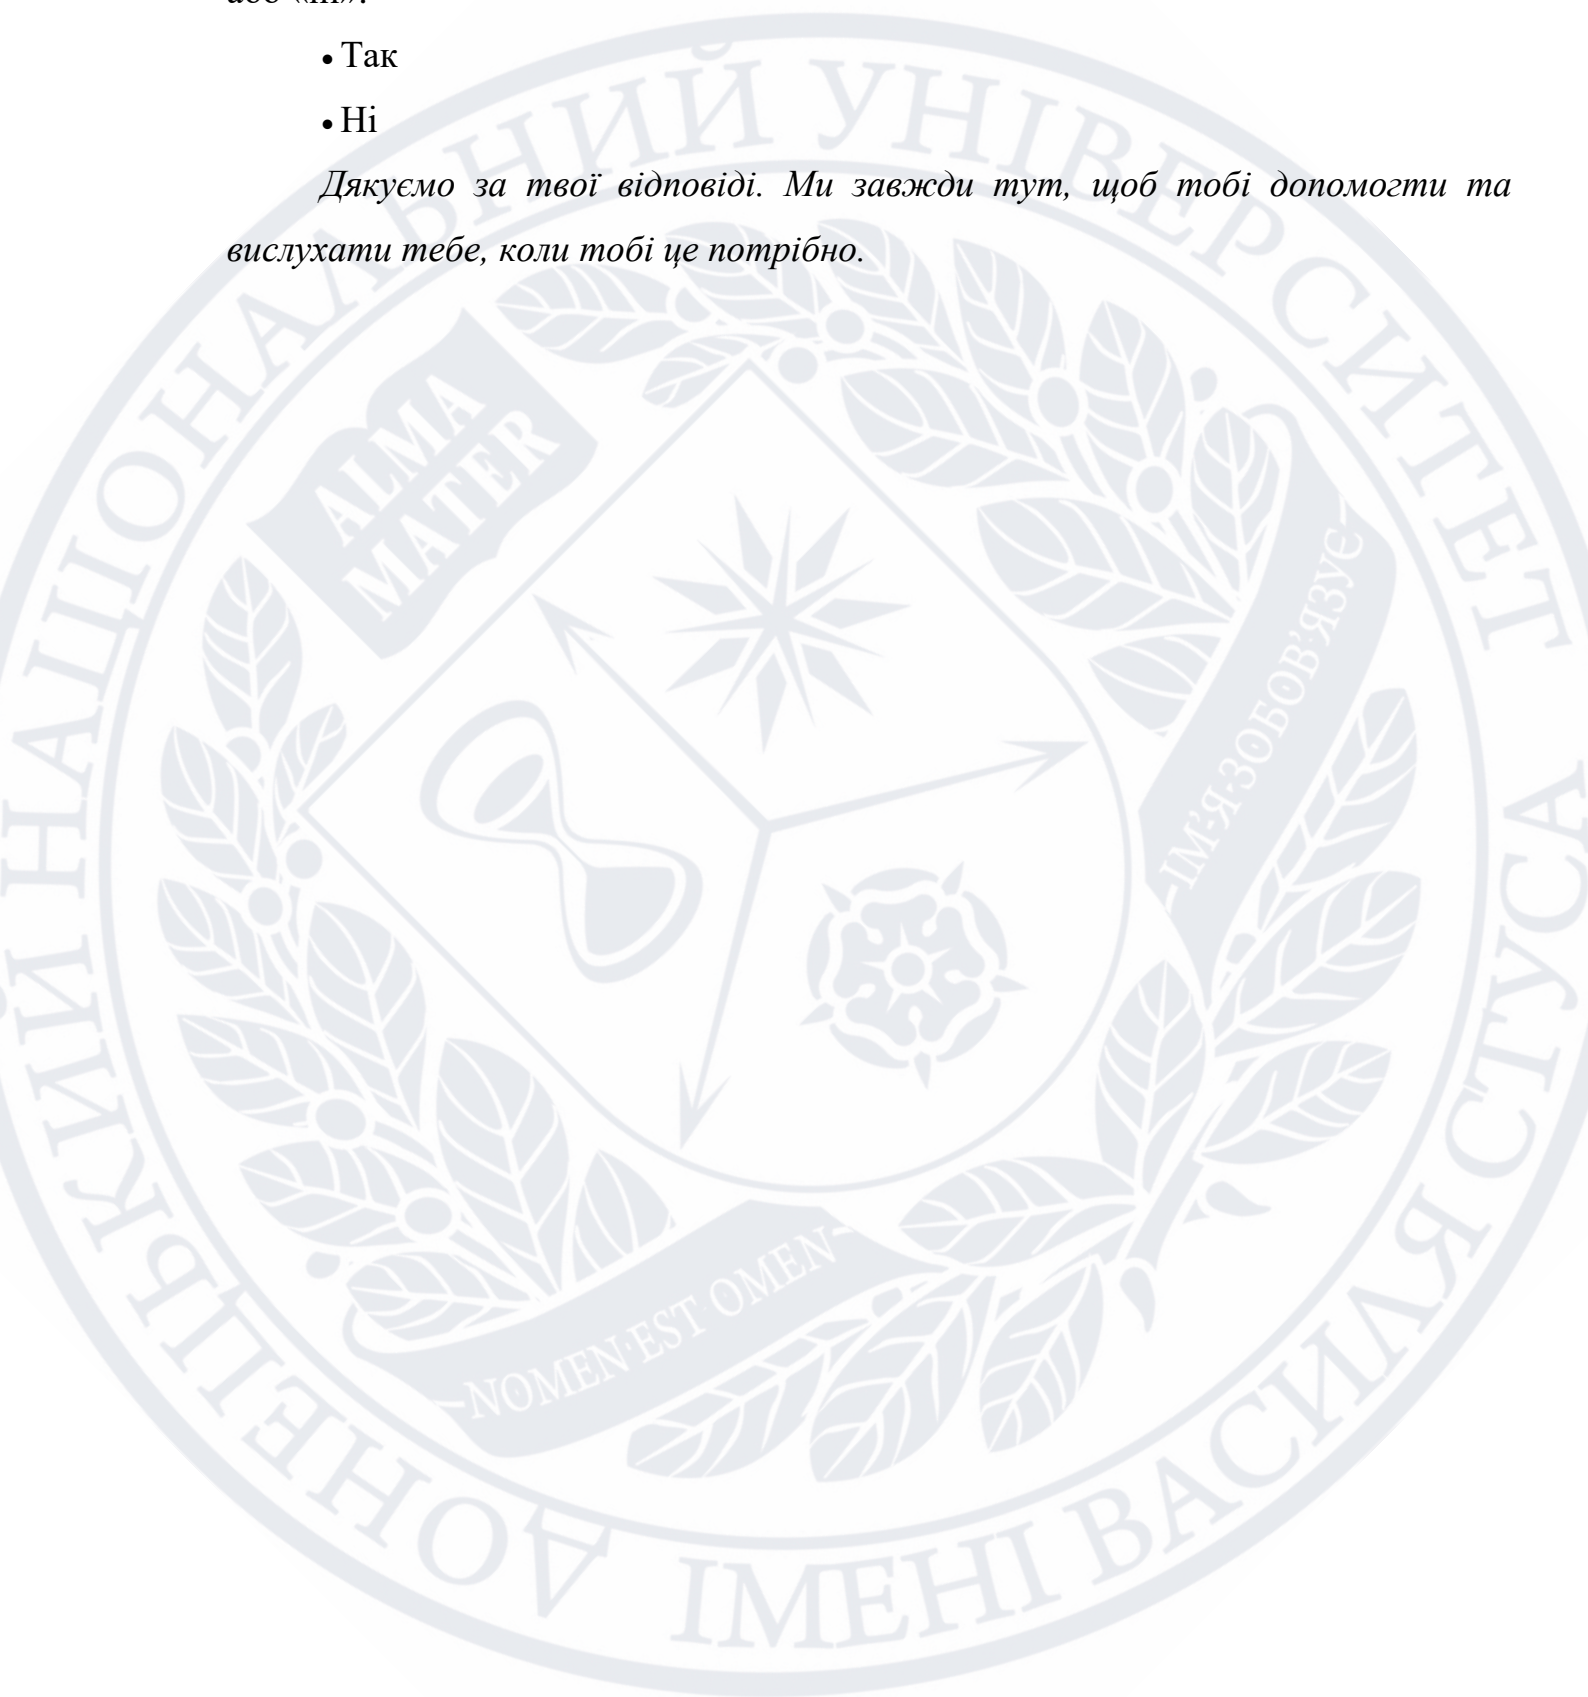 • Так
• Ні
Дякуємо за твої відповіді. Ми завжди тут, щоб тобі допомогти та
вислухати тебе, коли тобі це потрібно.
ДОНЕЦЬКИЙ НАЦІОНАЛЬНИЙ УНІВЕРСИТЕТ
ІМЕНІ ВАСИЛЯ СТУСА
ALMA
MATER
ІМ'Я·ЗОБОВ'ЯЗУЄ
NOMEN·EST·OMEN